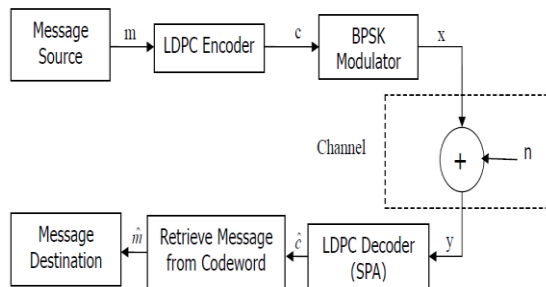 Message Source
m
LDPC Encoder
c
BPSK Modulator
x
Channel
+
n
y
LDPC Decoder (SPA)
ĉ
Retrieve Message from Codeword
m̂
Message Destination